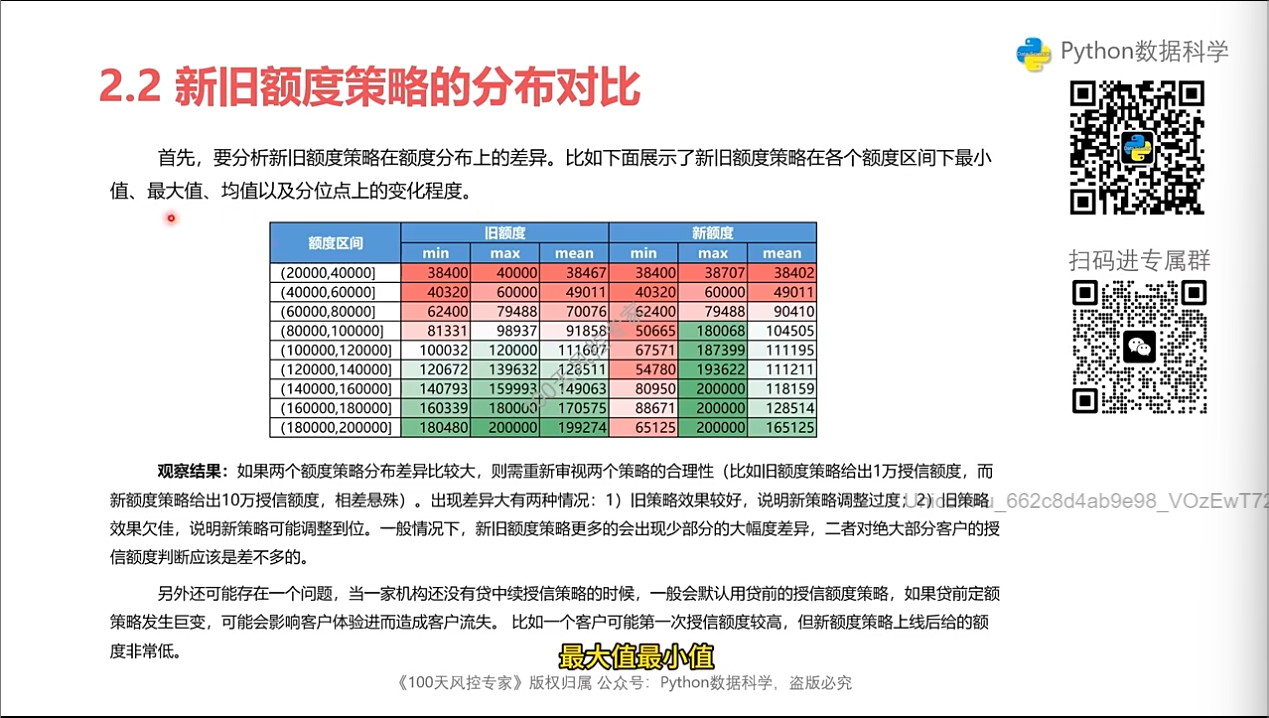 Python数据科学
2.2 新旧额度策略的分布对比
首先，要分析新旧额度策略在额度分布上的差异。比如下面展示了新旧额度策略在各个额度区间下最小
值、最大值、均值以及分位点上的变化程度。
扫码进专属群
额度区间 旧额度 新额度
min max mean min max mean
(20000,40000] 38400 40000 38467 38400 38707 38402
(40000,60000] 40320 60000 49011 40320 60000 49011
(60000,80000] 62400 79488 70076 62400 79488 90410
(80000,100000] 81331 98937 91858 50665 180068 104505
(100000,120000] 100032 120000 67571 187399 111195
(120000,140000] 120672 139632 128511 54780 193622 111211
(140000,160000] 140793 159993 149063 80950 200000 118159
(160000,180000] 160339 180000 170575 88671 200000 128514
(180000,200000] 180480 200000 199274 65125 200000 165125
观察结果：如果两个额度策略分布差异比较大，则需重新审视两个策略的合理性（比如旧额度策略给出1万授信额度，而
新额度策略给出10万授信额度，相差悬殊）。出现差异大有两种情况：1）旧策略效果较好，说明新策略调整过度；2）旧策略
效果欠佳，说明新策略可能调整到位。一般情况下，新旧额度策略更多的会出现少部分的大幅度差异，二者对绝大部分客户的授
信额度判断应该是差不多的。
另外还可能存在一个问题，当一家机构还没有贷中续授信策略的时候，一般会默认用贷前的授信额度策略，如果贷前定额
策略发生巨变，可能会影响客户体验进而造成客户流失。 比如一个客户可能第一次授信额度较高，但新额度策略上线后给的额
度非常低。
最大值最小值
《100天风控专家》版权归属 公众号：Python数据科学，盗版必究